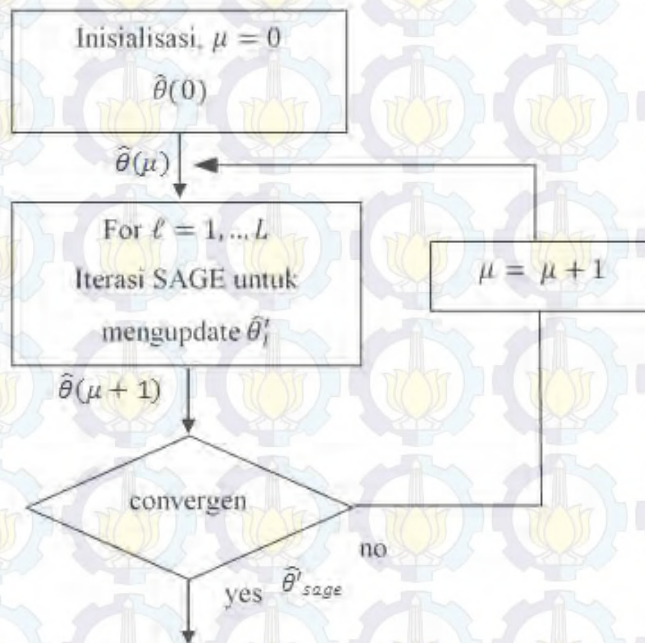 Inisialisasi, μ = 0
θ̂(0)
θ̂(μ)
For ℓ = 1, ... L
Iterasi SAGE untuk
mengupdate θ̂'ₗ
μ = μ + 1
θ̂(μ + 1)
convergen
no
yes θ̂'sage